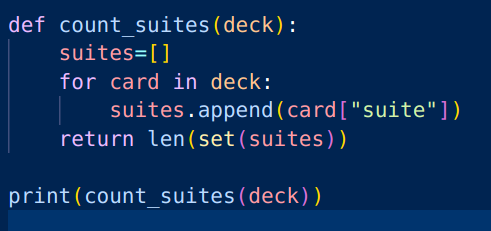 def count_suites(deck):
    suites=[]
    for card in deck:
        suites.append(card["suite"])
    return len(set(suites))

print(count_suites(deck))